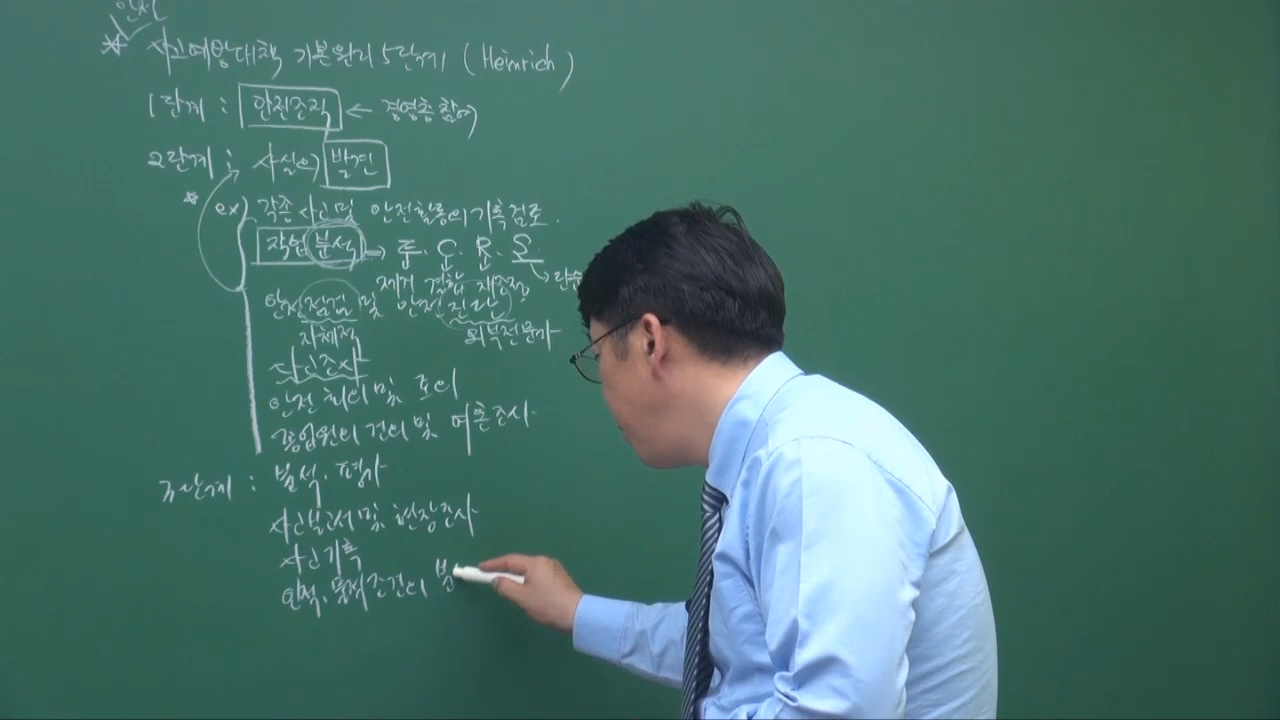 안전
* 사고예방대책 기본원리 5단계 (Heinrich)
1단계 : 안전조직 ← 경영층 참여
2단계 : 사실의 발견
* ex) 각종 사고 및 안전활동의 기록 검토.
작업분석 → E. C. R. S.
제거 결합 재조정 단순
안전점검 및 안전진단
자체적 외부전문가
사고조사
안전 회의 및 토의
종업원의 건의 및 여론조사
3단계 : 분석. 평가
사고보고서 및 현장조사
사고기록
인적. 물적조건의 분